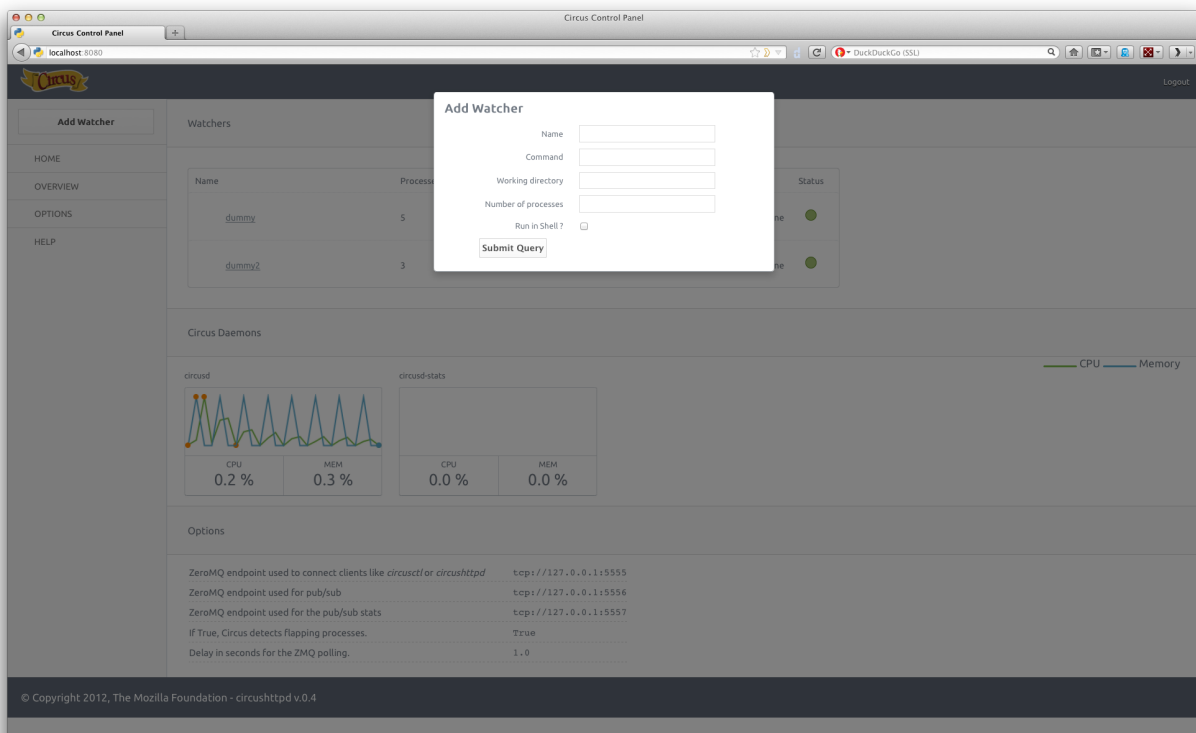 Circus Control Panel
Circus Control Panel
localhost:8080
DuckDuckGo (SSL)
Circus
Logout
Add Watcher
HOME
OVERVIEW
OPTIONS
HELP
Watchers
Name Status
dummy 5
dummy2 3
Add Watcher
Name
Command
Working directory
Number of processes
Run in Shell ?
Submit Query
Circus Daemons
CPU Memory
circusd circusd-stats
CPU MEM CPU MEM
0.2 % 0.3 % 0.0 % 0.0 %
Options
ZeroMQ endpoint used to connect clients like circusctl or circushttpd tcp://127.0.0.1:5555
ZeroMQ endpoint used for pub/sub tcp://127.0.0.1:5556
ZeroMQ endpoint used for the pub/sub stats tcp://127.0.0.1:5557
If True, Circus detects flapping processes. True
Delay in seconds for the ZMQ polling. 1.0
© Copyright 2012, The Mozilla Foundation - circushttpd v.0.4